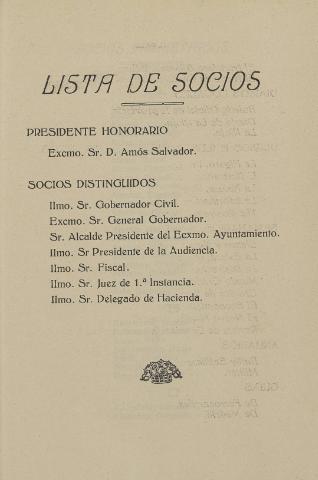 LISTA DE SOCIOS
PRESIDENTE HONORARIO
Excmo. Sr. D. Amós Salvador.
SOCIOS DISTINGUIDOS
Ilmo. Sr. Gobernador Civil.
Excmo. Sr. General Gobernador.
Sr. Alcalde Presidente del Ecxmo. Ayuntamiento.
Ilmo. Sr Presidente de la Audiencia.
Ilmo. Sr. Fiscal.
Ilmo. Sr. Juez de 1.ª Instancia.
Ilmo. Sr. Delegado de Hacienda.